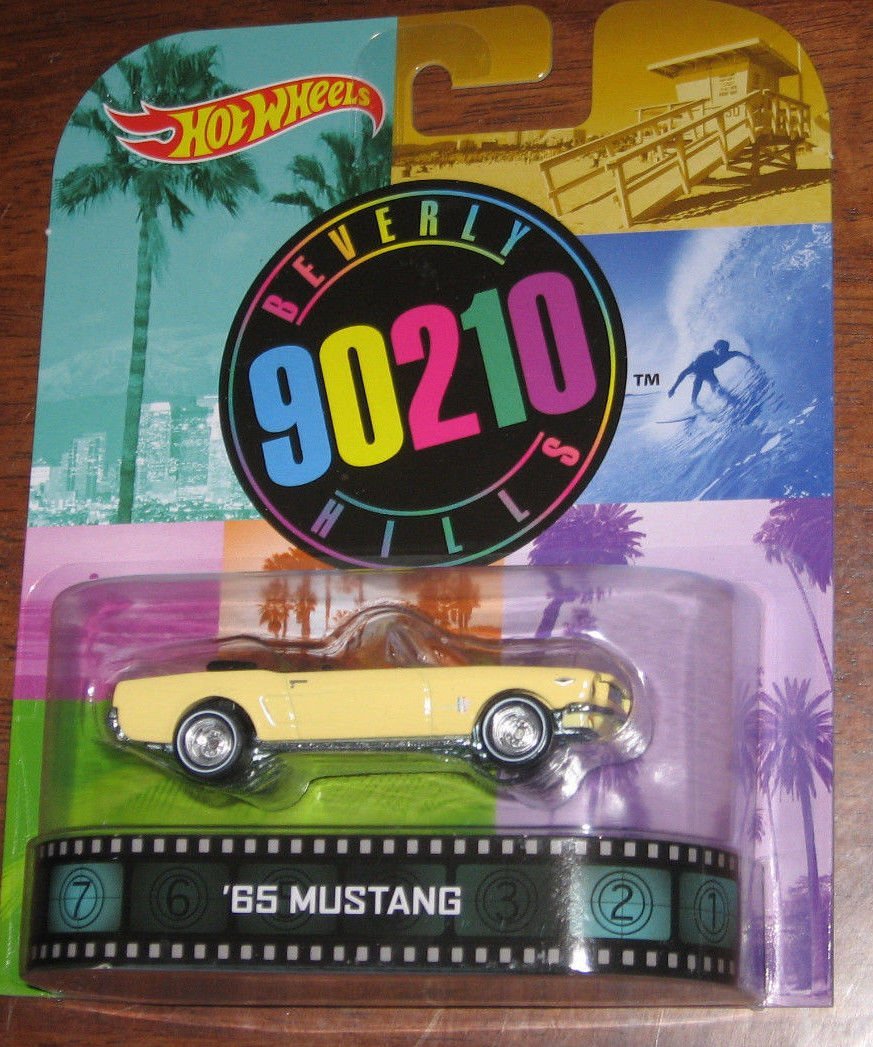 HOT WHEELS
BEVERLY
90210
TM
HILLS
'65 MUSTANG
7 6 3 2 1